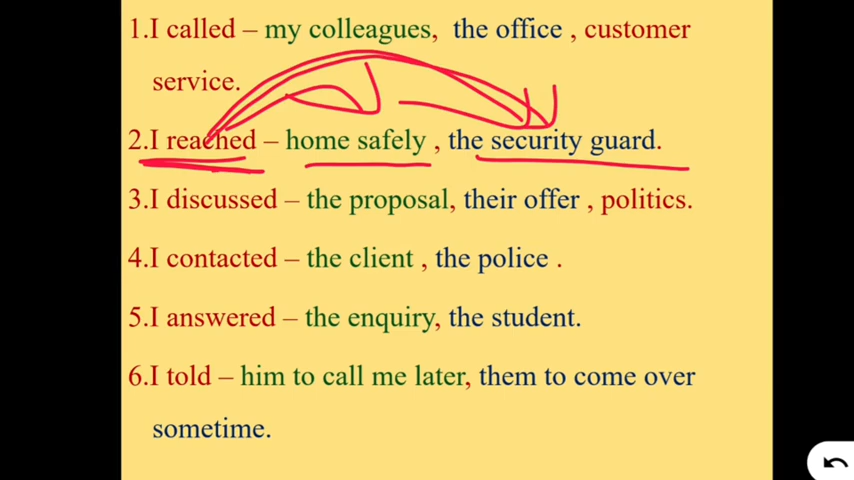 1.I called – my colleagues, the office , customer
service.
2.I reached – home safely , the security guard.
3.I discussed – the proposal, their offer , politics.
4.I contacted – the client , the police .
5.I answered – the enquiry, the student.
6.I told – him to call me later, them to come over
sometime.